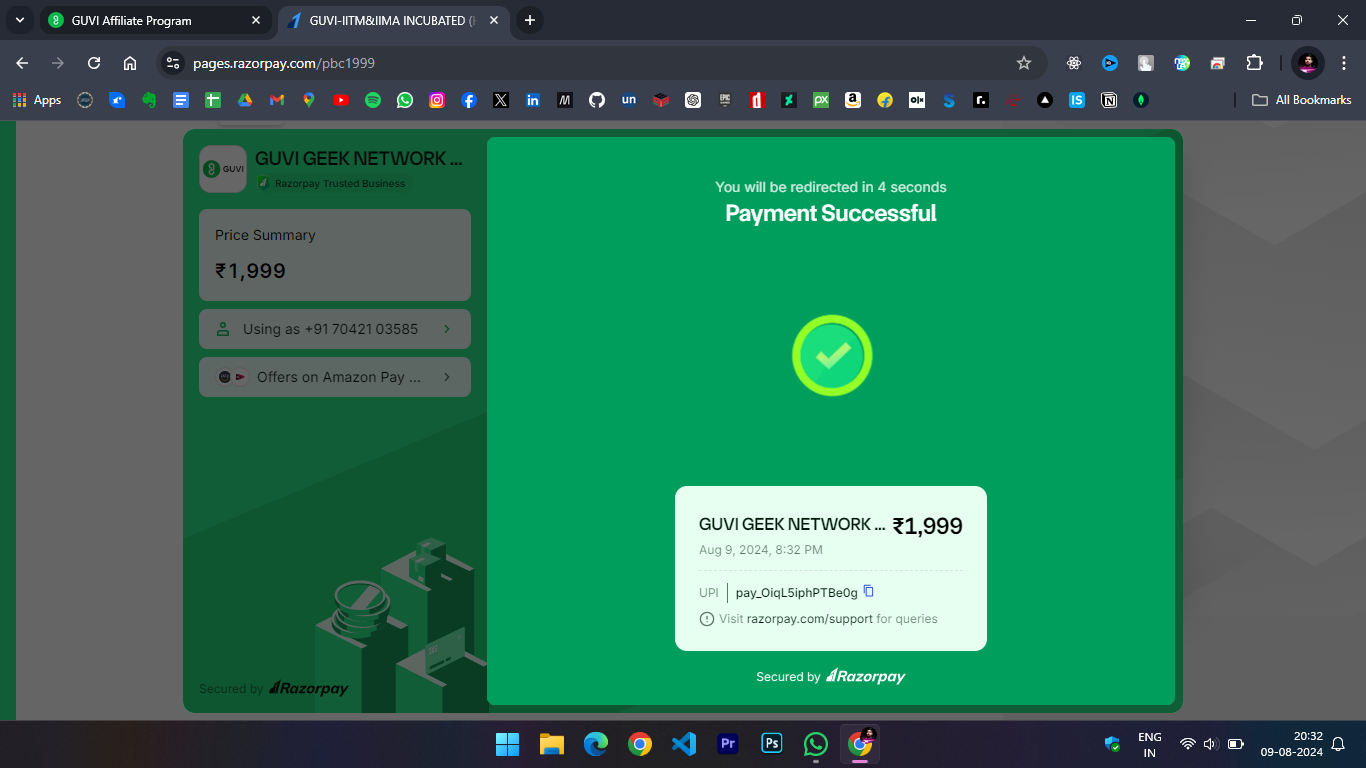 GUVI Affiliate Program
GUVI-IITM&IIMA INCUBATED
pages.razorpay.com/pbc1999
Apps
All Bookmarks
GUVI
GUVI GEEK NETWORK ...
Razorpay Trusted Business
Price Summary
₹1,999
Using as +91 70421 03585
Offers on Amazon Pay ...
Secured by Razorpay
You will be redirected in 4 seconds
Payment Successful
GUVI GEEK NETWORK ... ₹1,999
Aug 9, 2024, 8:32 PM
UPI pay_OiqL5iphPTBe0g
Visit razorpay.com/support for queries
Secured by Razorpay
ENG
IN
20:32
09-08-2024